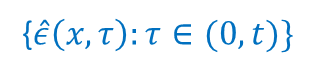 {ϵ̂(x, τ): τ ∈ (0, t)}